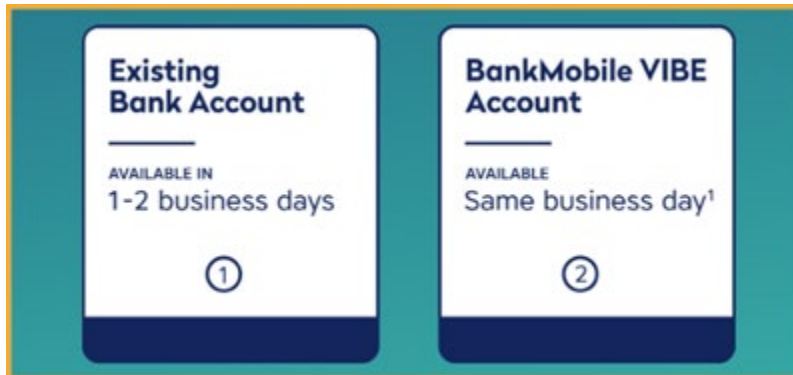 Existing
Bank Account
AVAILABLE IN
1-2 business days
1
BankMobile VIBE
Account
AVAILABLE
Same business day¹
2